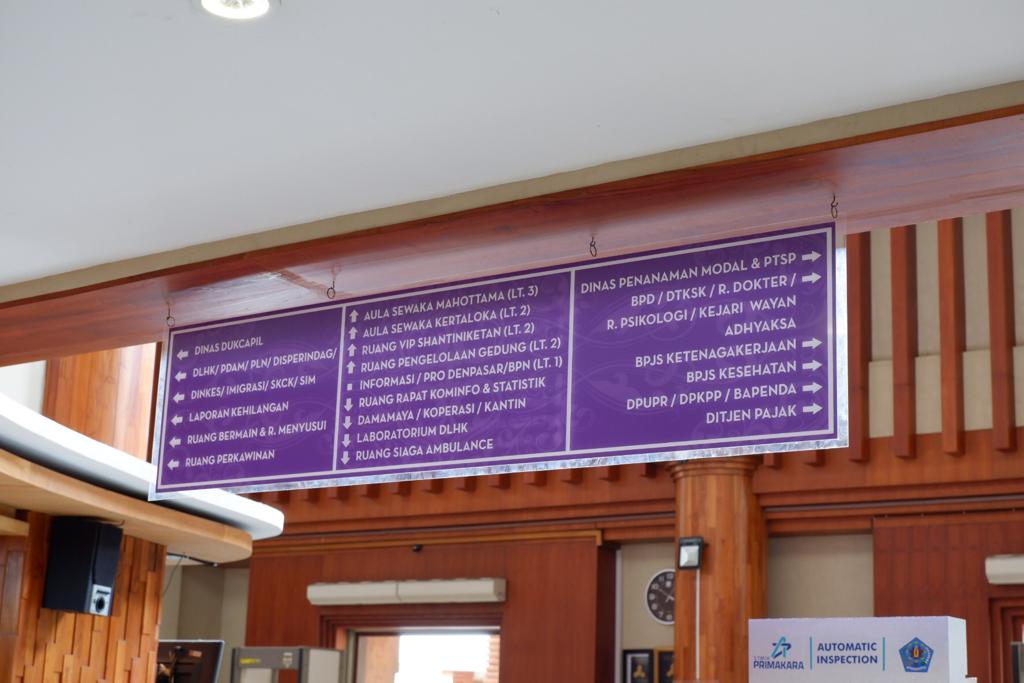 ← DINAS DUKCAPIL
← DLHK/ PDAM/ PLN/ DISPERINDAG/
← DINKES/ IMIGRASI/ SKCK/ SIM
← LAPORAN KEHILANGAN
← RUANG BERMAIN & R. MENYUSUI
← RUANG PERKAWINAN
↑ AULA SEWAKA MAHOTTAMA (LT. 3)
↑ AULA SEWAKA KERTALOKA (LT. 2)
↑ RUANG VIP SHANTINIKETAN (LT. 2)
↑ RUANG PENGELOLAAN GEDUNG (LT. 2)
▪ INFORMASI / PRO DENPASAR/BPN (LT. 1)
↓ RUANG RAPAT KOMINFO & STATISTIK
↓ DAMAMAYA / KOPERASI / KANTIN
↓ LABORATORIUM DLHK
↓ RUANG SIAGA AMBULANCE
DINAS PENANAMAN MODAL & PTSP →
BPD / DTKSK / R. DOKTER / →
R. PSIKOLOGI / KEJARI WAYAN
ADHYAKSA
BPJS KETENAGAKERJAAN →
BPJS KESEHATAN →
DPUPR / DPKPP / BAPENDA →
DITJEN PAJAK →
STMIK
PRIMAKARA
AUTOMATIC
INSPECTION